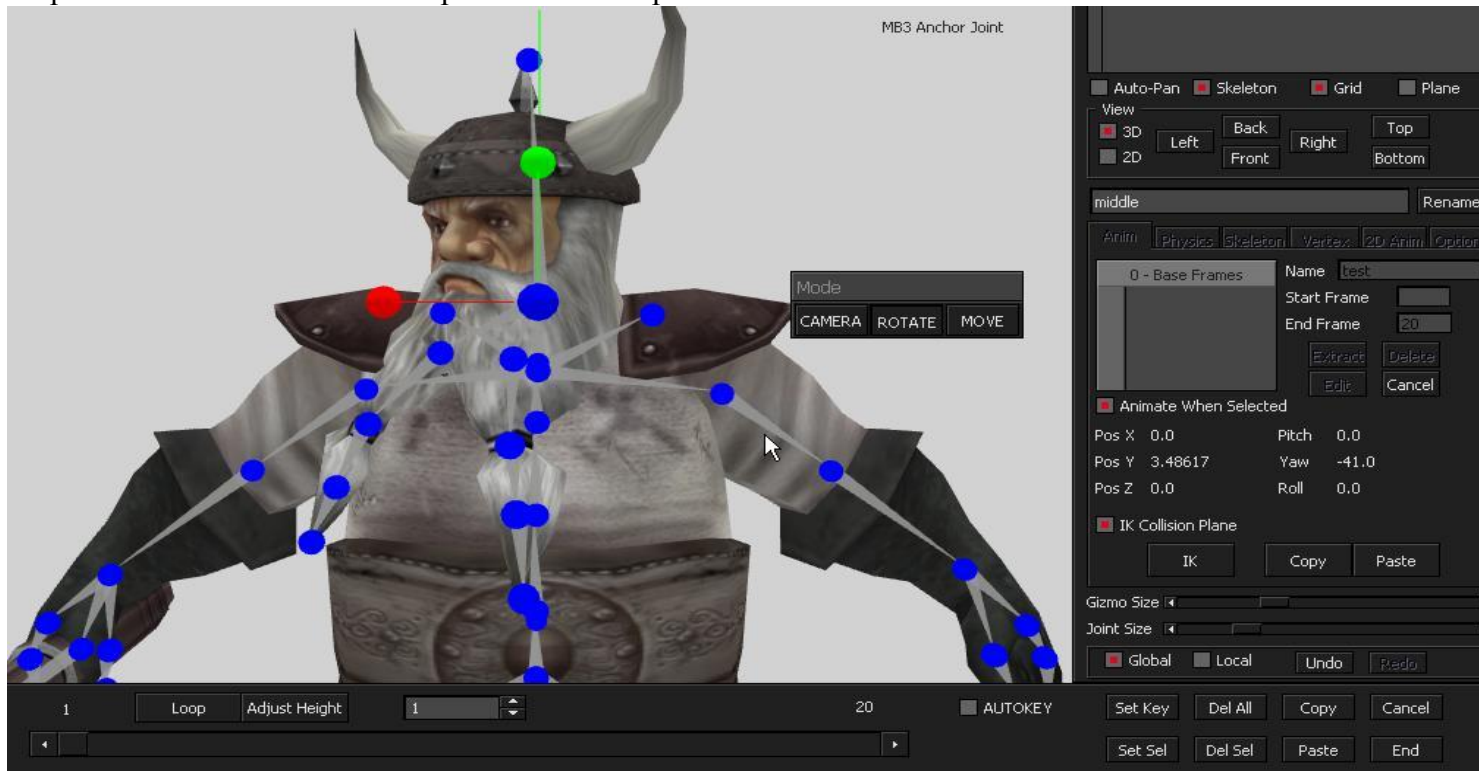 MB3 Anchor Joint
Auto-Pan Skeleton Grid Plane
View
3D Left Back Right Top
2D Front Bottom
middle Rename
Anim Physics Skeleton Vertex 2D Anim Option
0 - Base Frames Name test
Start Frame
End Frame 20
Extract Delete
Edit Cancel
Mode
CAMERA ROTATE MOVE
Animate When Selected
Pos X 0.0 Pitch 0.0
Pos Y 3.48617 Yaw -41.0
Pos Z 0.0 Roll 0.0
IK Collision Plane
IK Copy Paste
Gizmo Size
Joint Size
Global Local Undo Redo
1 Loop Adjust Height 1 20 AUTOKEY Set Key Del All Copy Cancel
Set Sel Del Sel Paste End